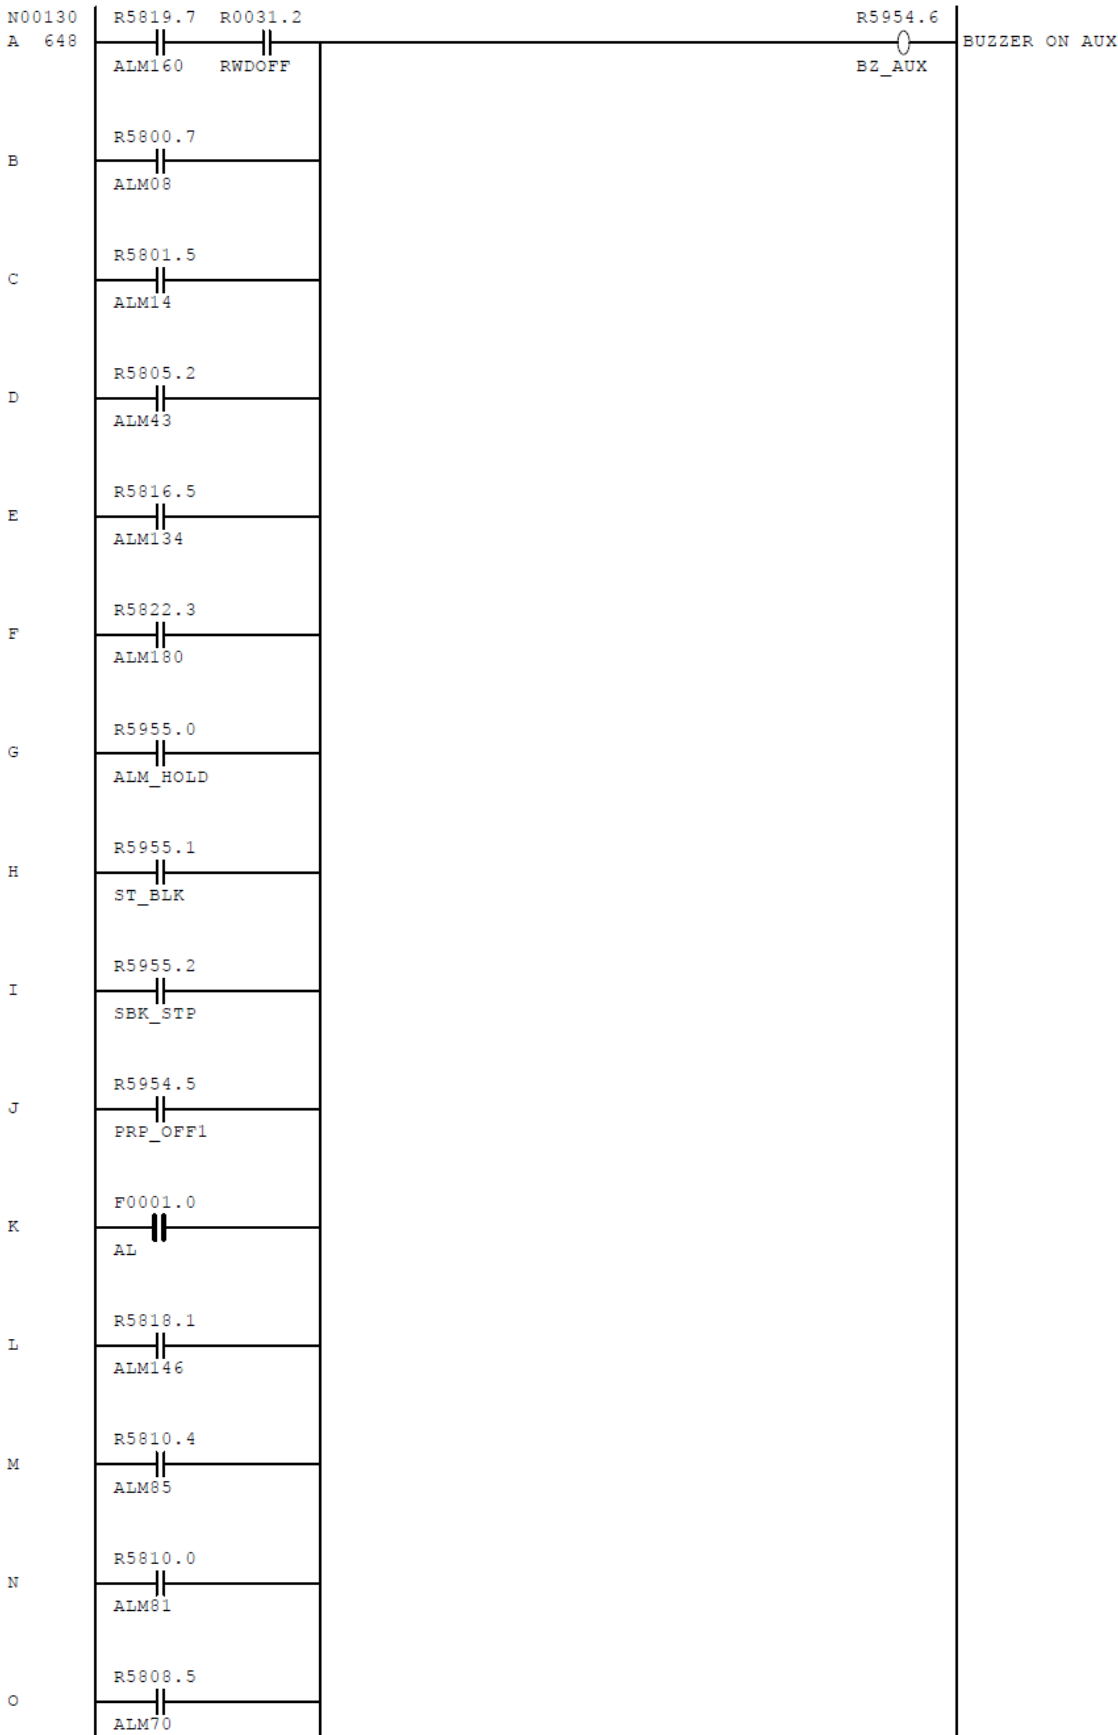 N00130 R5819.7 R0031.2 R5954.6
A 648 BUZZER ON AUX
ALM160 RWDOFF BZ_AUX
R5800.7
B
ALM08
R5801.5
C
ALM14
R5805.2
D
ALM43
R5816.5
E
ALM134
R5822.3
F
ALM180
R5955.0
G
ALM_HOLD
R5955.1
H
ST_BLK
R5955.2
I
SBK_STP
R5954.5
J
PRP_OFF1
F0001.0
K
AL
R5818.1
L
ALM146
R5810.4
M
ALM85
R5810.0
N
ALM81
R5808.5
O
ALM70